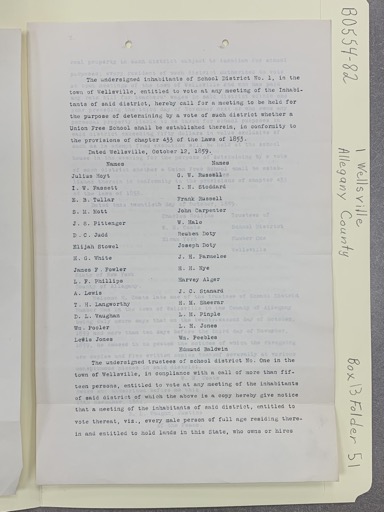 The undersigned inhabitants of School District No. 1, in the
town of Wellsville, entitled to vote at any meeting of the inhabi-
tants of said district, hereby call for a meeting to be held for
the purpose of determining by a vote of such district whether a
Union Free School shall be established therein, in conformity to
the provisions of chapter 433 of the Laws of 1853.
Dated Wellsville, October 17, 1859.
Names Names
Julius Hoyt
I. W. Fassett
E. B. Tullar
S. D. Nott
J. S. Pittenger
D. C. Judd
Elijah Stowel
H. G. White
James F. Fowler
L. F. Phillips
A. Lewis
T. H. Langworthy
D. L. Vaughan
Wm. Pooler
Lewis Jones
G. B. Russell
I. N. Stoddard
Frank Russell
John Carpenter
W. Hale
Reuben Doty
Joseph Doty
J. H. Parmelee
H. S. Nye
Harvey Alger
J. C. Stanard
H. M. Sheerar
L. N. Pingle
L. H. Jones
Wm. Peebles
Edmund Baldwin
The undersigned trustees of school district No. One in the
town of Wellsville, in compliance with a call of more than fif-
teen persons, entitled to vote at any meeting of the inhabitants
of said district of which the above is a copy hereby give notice
that a meeting of the inhabitants of said district, entitled to
vote thereat, viz., every male person of full age residing there-
in and entitled to hold lands in this State, who owns or hires
B0554-82
1 Wellsville
Allegany County
Box 13 Folder 51